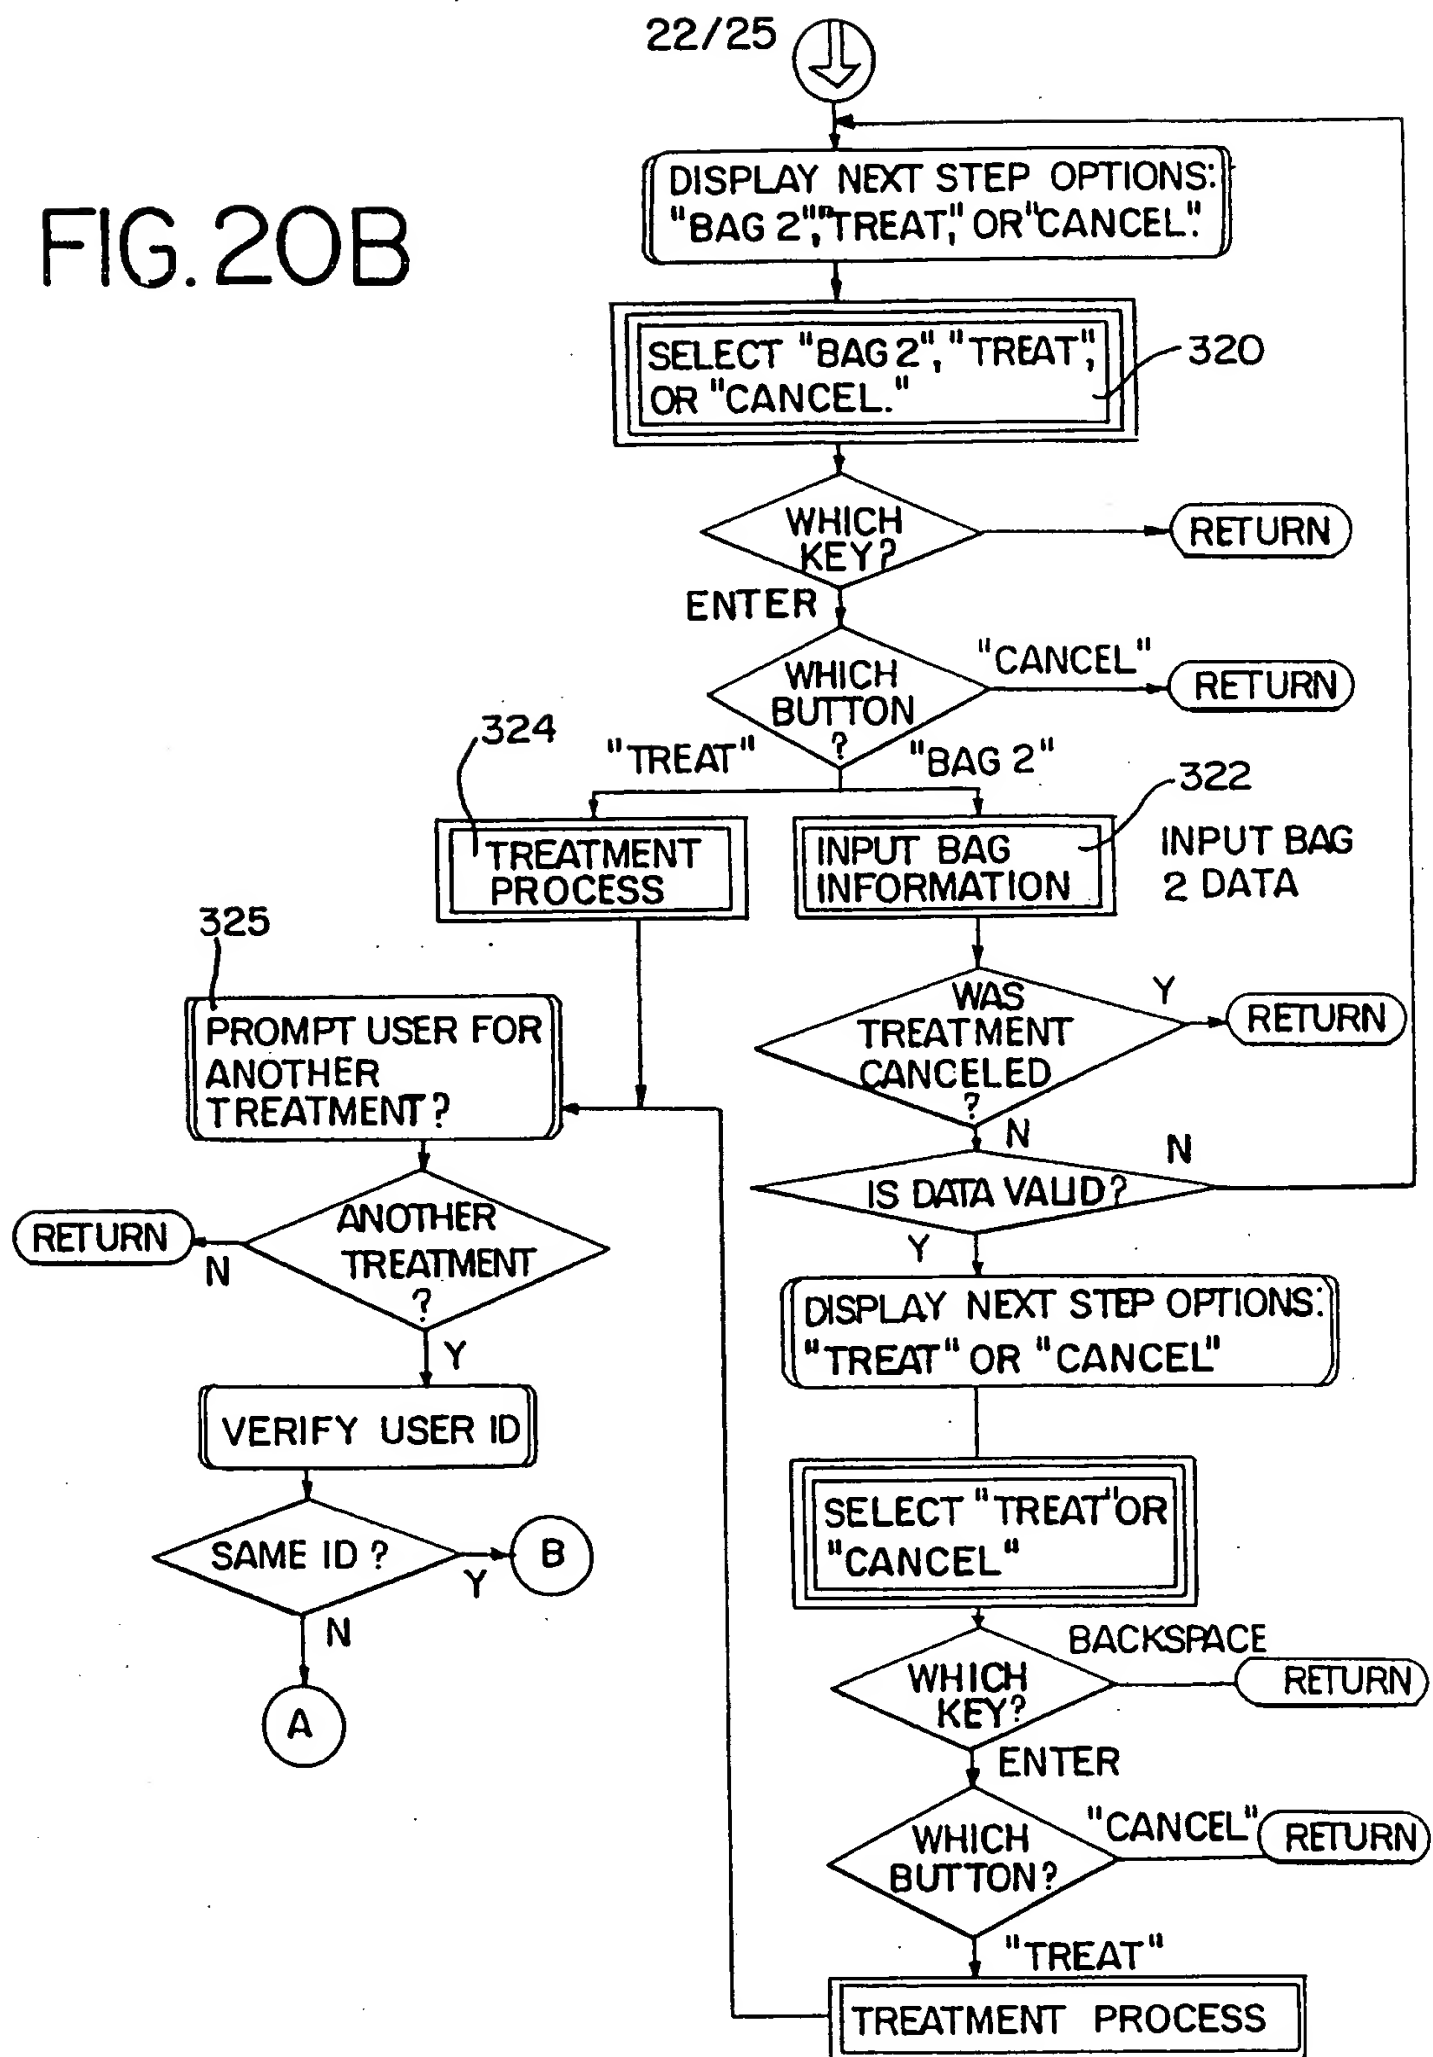 22/25
FIG. 20B
DISPLAY NEXT STEP OPTIONS:
"BAG 2","TREAT," OR "CANCEL".
SELECT "BAG 2", "TREAT",
OR "CANCEL."
320
WHICH
KEY?
RETURN
ENTER
WHICH
BUTTON
?
"CANCEL"
RETURN
324
"TREAT"
"BAG 2"
322
TREATMENT
PROCESS
INPUT BAG
INFORMATION
INPUT BAG
2 DATA
325
PROMPT USER FOR
ANOTHER
TREATMENT?
WAS
TREATMENT
CANCELED
?
Y
RETURN
N
IS DATA VALID?
N
Y
ANOTHER
TREATMENT
?
RETURN
N
Y
DISPLAY NEXT STEP OPTIONS:
"TREAT" OR "CANCEL"
VERIFY USER ID
SELECT "TREAT" OR
"CANCEL"
SAME ID?
Y
B
N
A
WHICH
KEY?
BACKSPACE
RETURN
ENTER
WHICH
BUTTON?
"CANCEL"
RETURN
"TREAT"
TREATMENT PROCESS